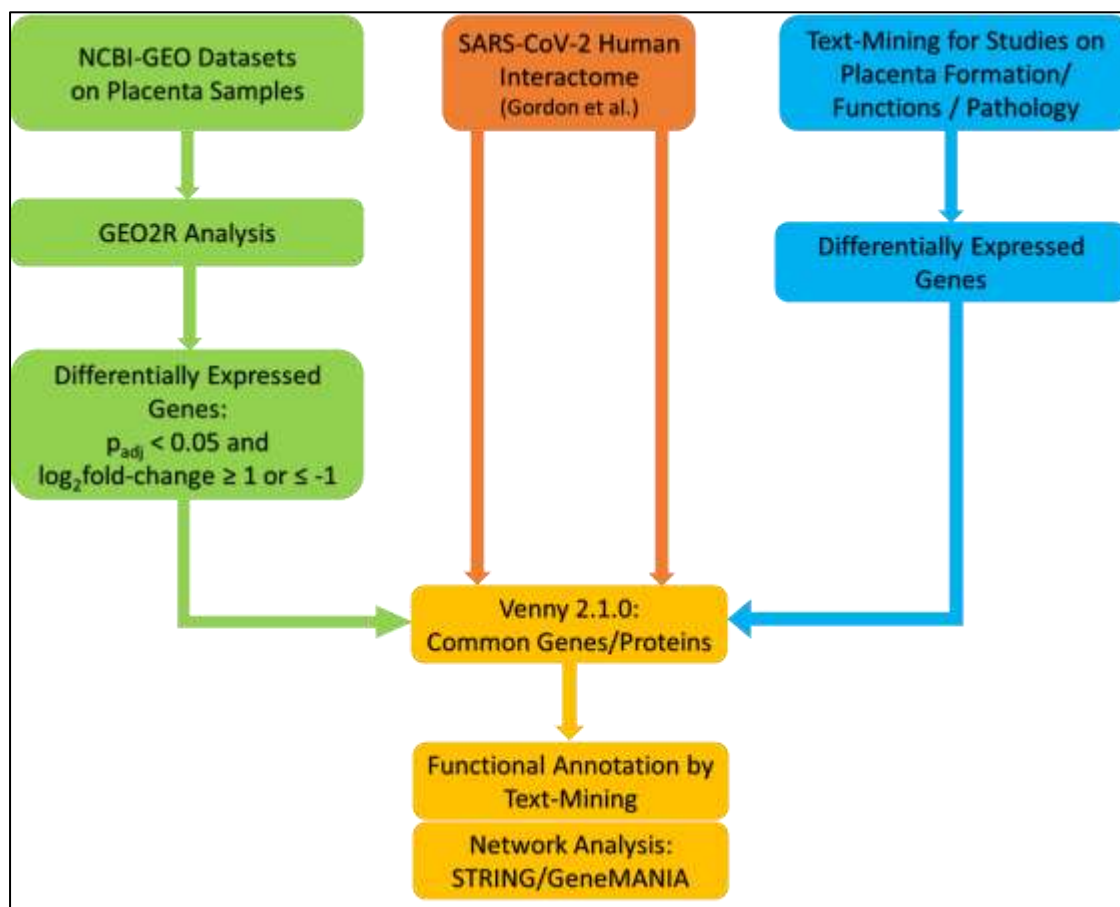 NCBI-GEO Datasets
on Placenta Samples
GEO2R Analysis
Differentially Expressed
Genes:
p_adj < 0.05 and
log₂fold-change ≥ 1 or ≤ -1
SARS-CoV-2 Human
Interactome
(Gordon et al.)
Text-Mining for Studies on
Placenta Formation/
Functions / Pathology
Differentially Expressed
Genes
Venny 2.1.0:
Common Genes/Proteins
Functional Annotation by
Text-Mining
Network Analysis:
STRING/GeneMANIA